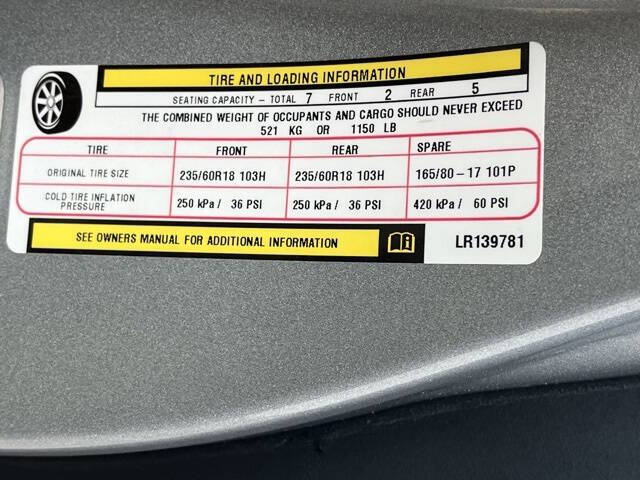 TIRE AND LOADING INFORMATION
SEATING CAPACITY - TOTAL 7 FRONT 2 REAR 5
THE COMBINED WEIGHT OF OCCUPANTS AND CARGO SHOULD NEVER EXCEED
521 KG OR 1150 LB
TIRE FRONT REAR SPARE
ORIGINAL TIRE SIZE 235/60R18 103H 235/60R18 103H 165/80-17 101P
COLD TIRE INFLATION PRESSURE 250 kPa / 36 PSI 250 kPa / 36 PSI 420 kPa / 60 PSI
SEE OWNERS MANUAL FOR ADDITIONAL INFORMATION LR139781